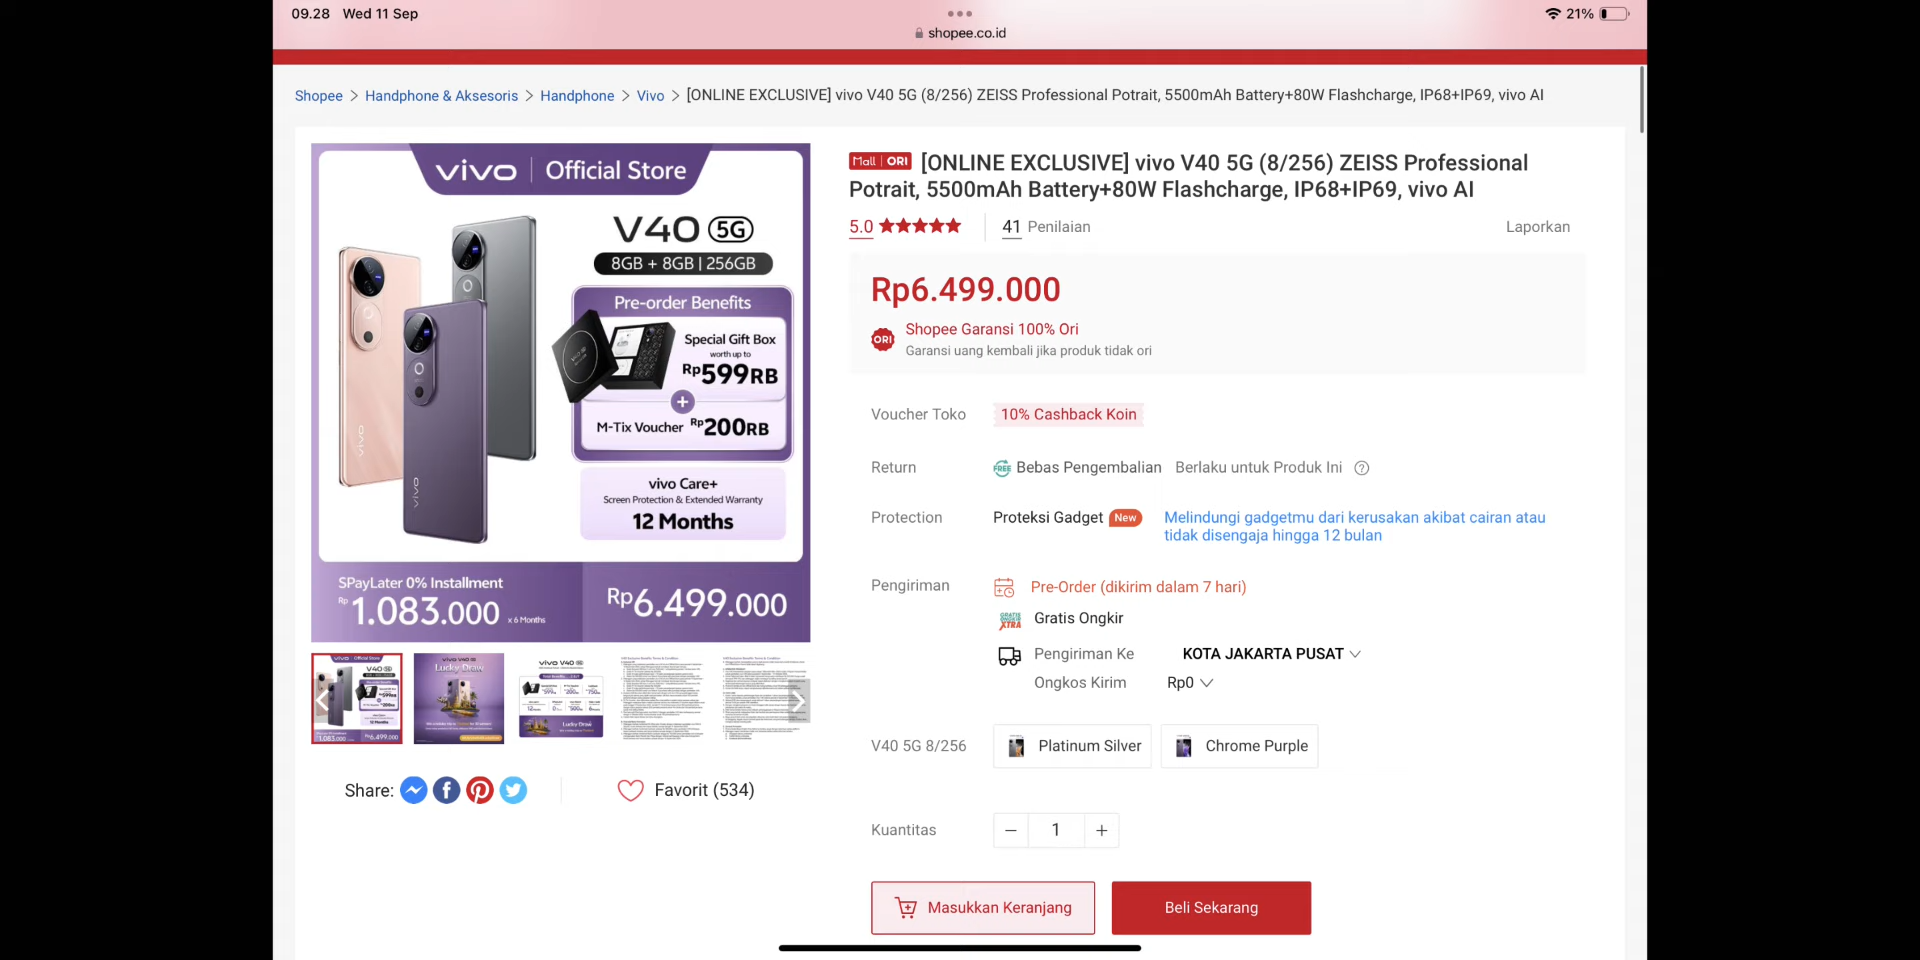 09.28 Wed 11 Sep
21%
shopee.co.id
Shopee > Handphone & Aksesoris > Handphone > Vivo > [ONLINE EXCLUSIVE] vivo V40 5G (8/256) ZEISS Professional Potrait, 5500mAh Battery+80W Flashcharge, IP68+IP69, vivo AI
vivo | Official Store
V40 5G
8GB + 8GB | 256GB
Pre-order Benefits
Special Gift Box
worth up to
Rp599RB
+
M-Tix Voucher Rp200RB
vivo Care+
Screen Protection & Extended Warranty
12 Months
SPayLater 0% Installment
Rp 1.083.000 x 6 Months
Rp6.499.000
Share:
Favorit (534)
Mall | ORI [ONLINE EXCLUSIVE] vivo V40 5G (8/256) ZEISS Professional
Potrait, 5500mAh Battery+80W Flashcharge, IP68+IP69, vivo AI
5.0 41 Penilaian Laporkan
Rp6.499.000
ORI
Shopee Garansi 100% Ori
Garansi uang kembali jika produk tidak ori
Voucher Toko 10% Cashback Koin
Return FREE Bebas Pengembalian Berlaku untuk Produk Ini ?
Protection Proteksi Gadget New Melindungi gadgetmu dari kerusakan akibat cairan atau
tidak disengaja hingga 12 bulan
Pengiriman Pre-Order (dikirim dalam 7 hari)
GRATIS ONGKIR XTRA Gratis Ongkir
Pengiriman Ke KOTA JAKARTA PUSAT
Ongkos Kirim Rp0
V40 5G 8/256 Platinum Silver Chrome Purple
Kuantitas − 1 +
Masukkan Keranjang Beli Sekarang